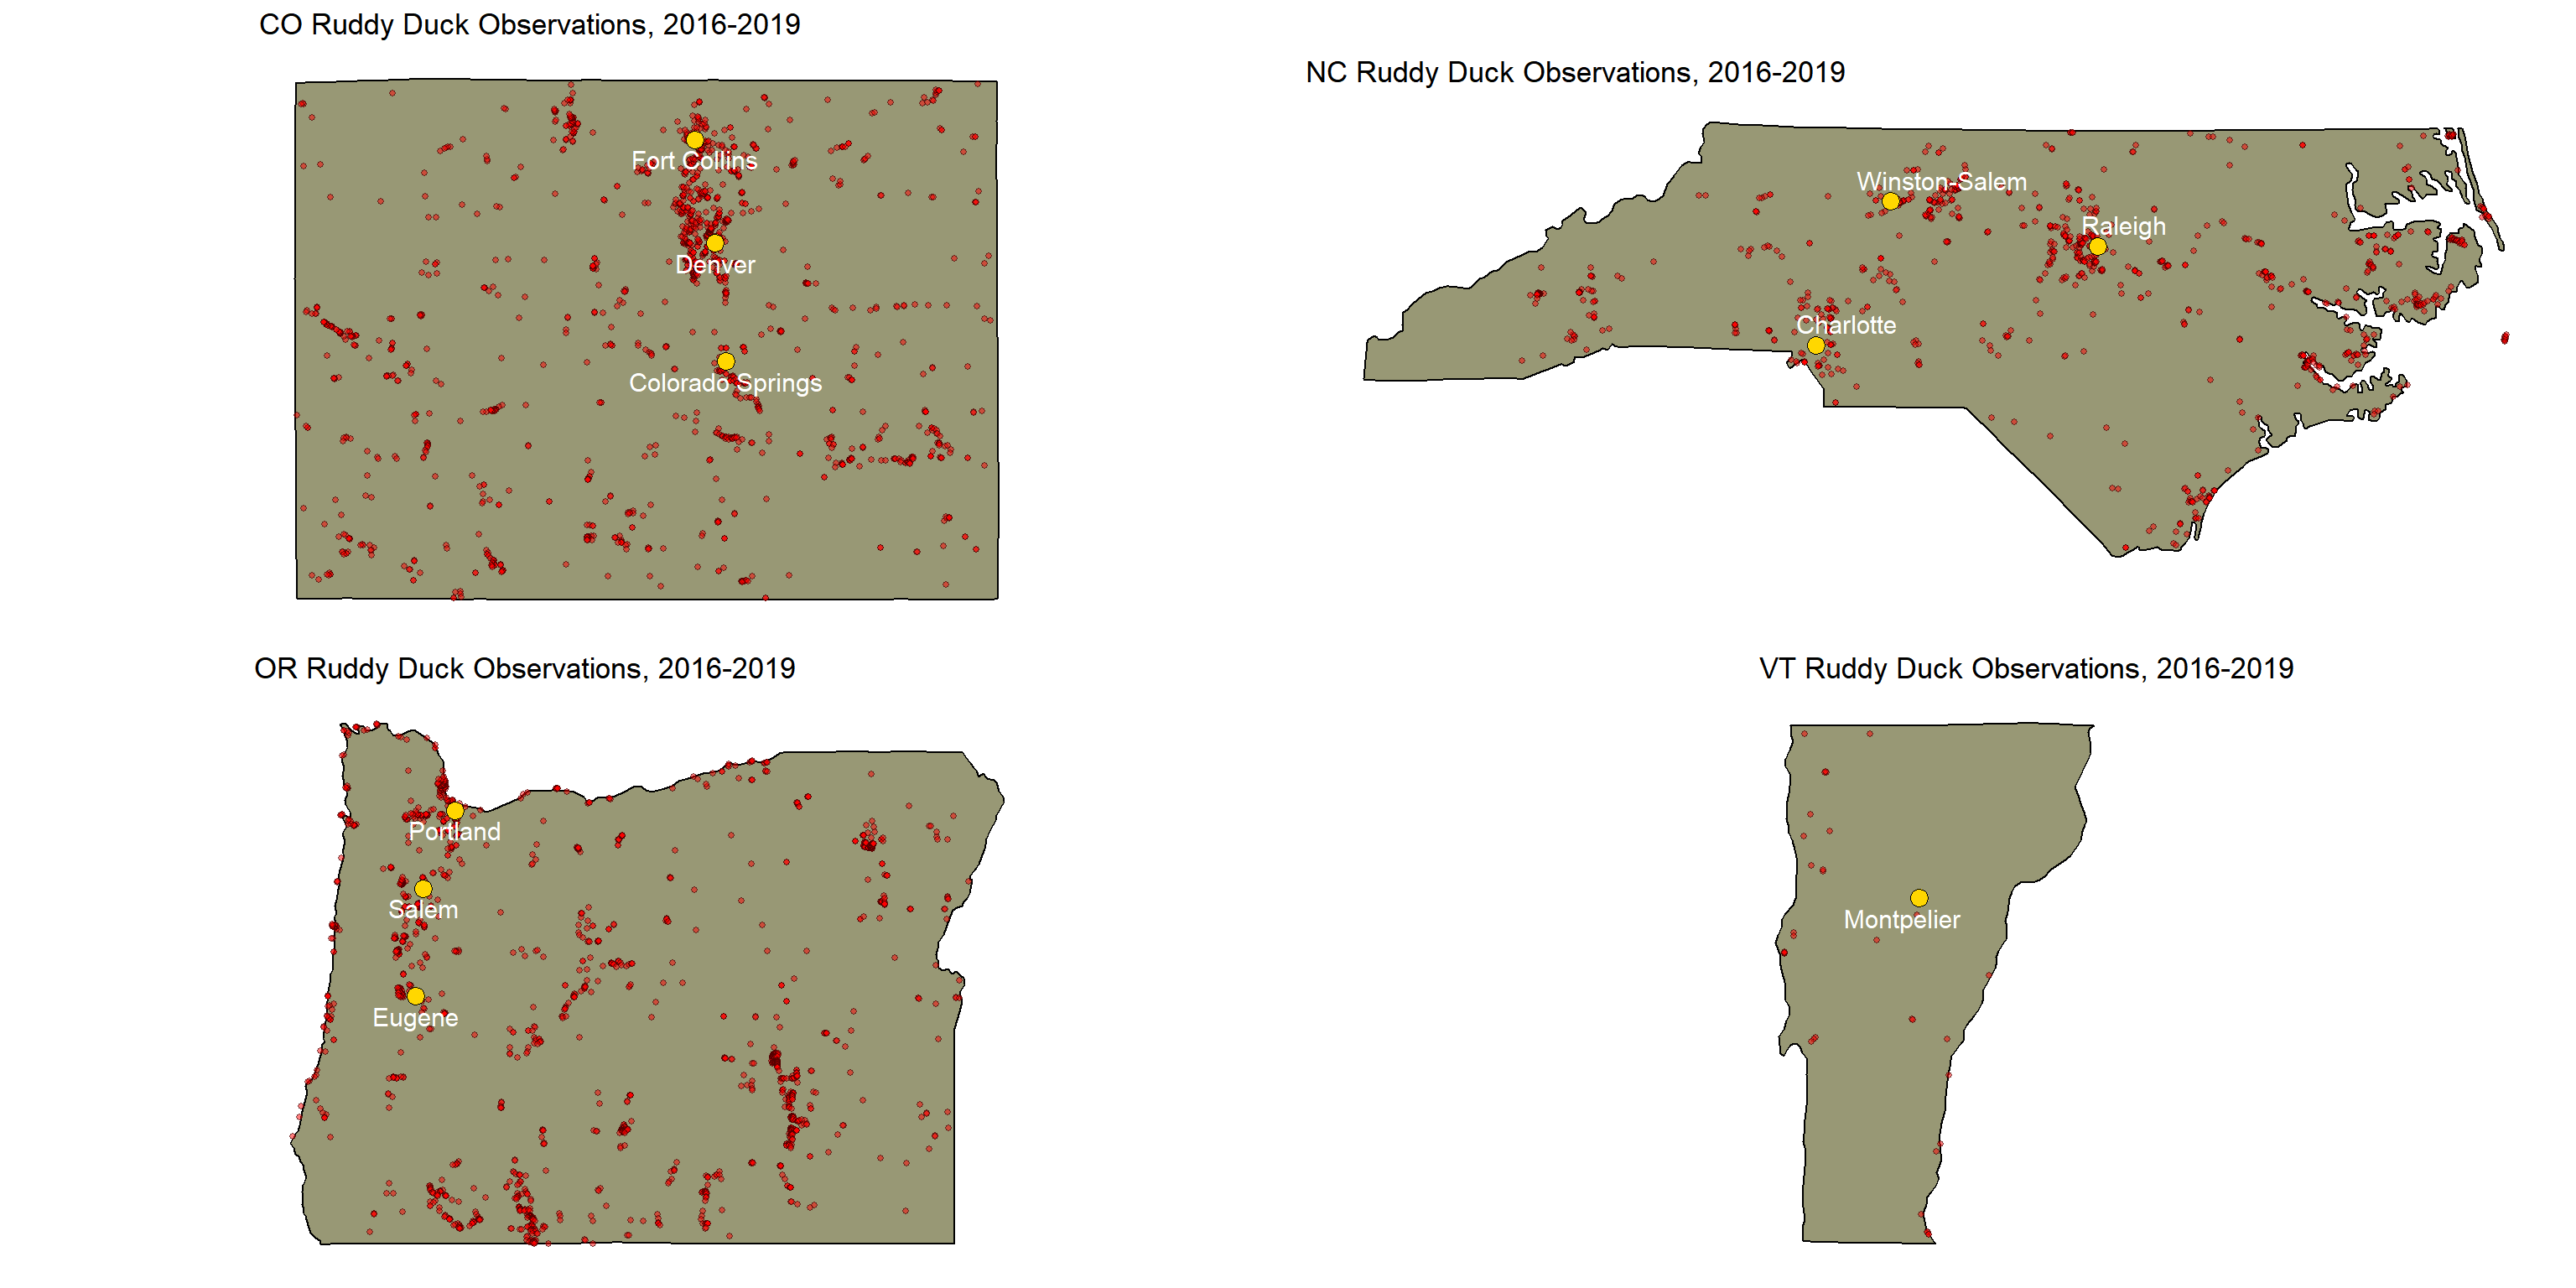 CO Ruddy Duck Observations, 2016-2019
Fort Collins
Denver
Colorado Springs
NC Ruddy Duck Observations, 2016-2019
Winston-Salem
Raleigh
Charlotte
OR Ruddy Duck Observations, 2016-2019
Portland
Salem
Eugene
VT Ruddy Duck Observations, 2016-2019
Montpelier